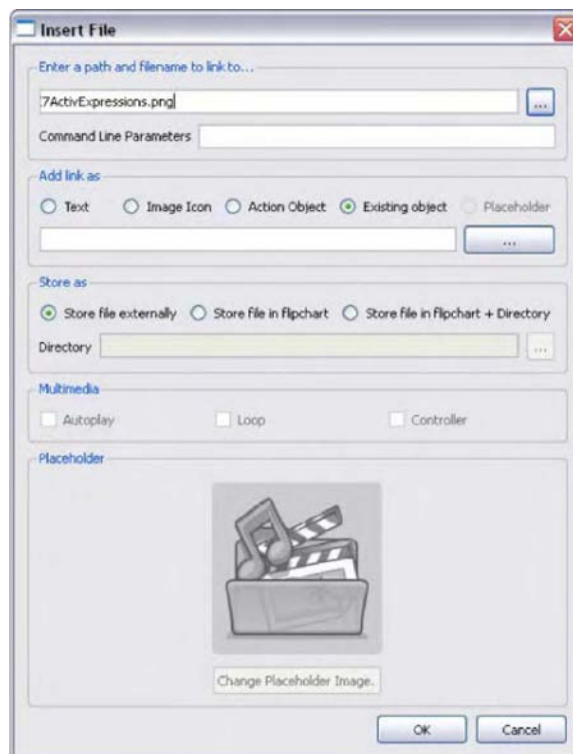 Insert File
Enter a path and filename to link to...
:7ActivExpressions.png
...
Command Line Parameters
Add link as
Text Image Icon Action Object Existing object Placeholder
...
Store as
Store file externally Store file in flipchart Store file in flipchart + Directory
Directory ...
Multimedia
Autoplay Loop Controller
Placeholder
Change Placeholder Image.
OK Cancel